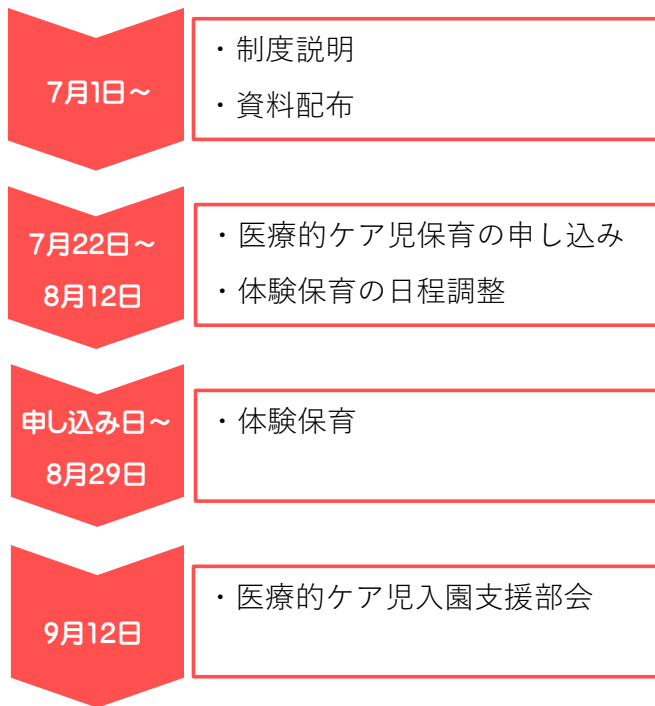 7月1日～
・制度説明
・資料配布
7月22日～
8月12日
・医療的ケア児保育の申し込み
・体験保育の日程調整
申し込み日～
8月29日
・体験保育
9月12日
・医療的ケア児入園支援部会